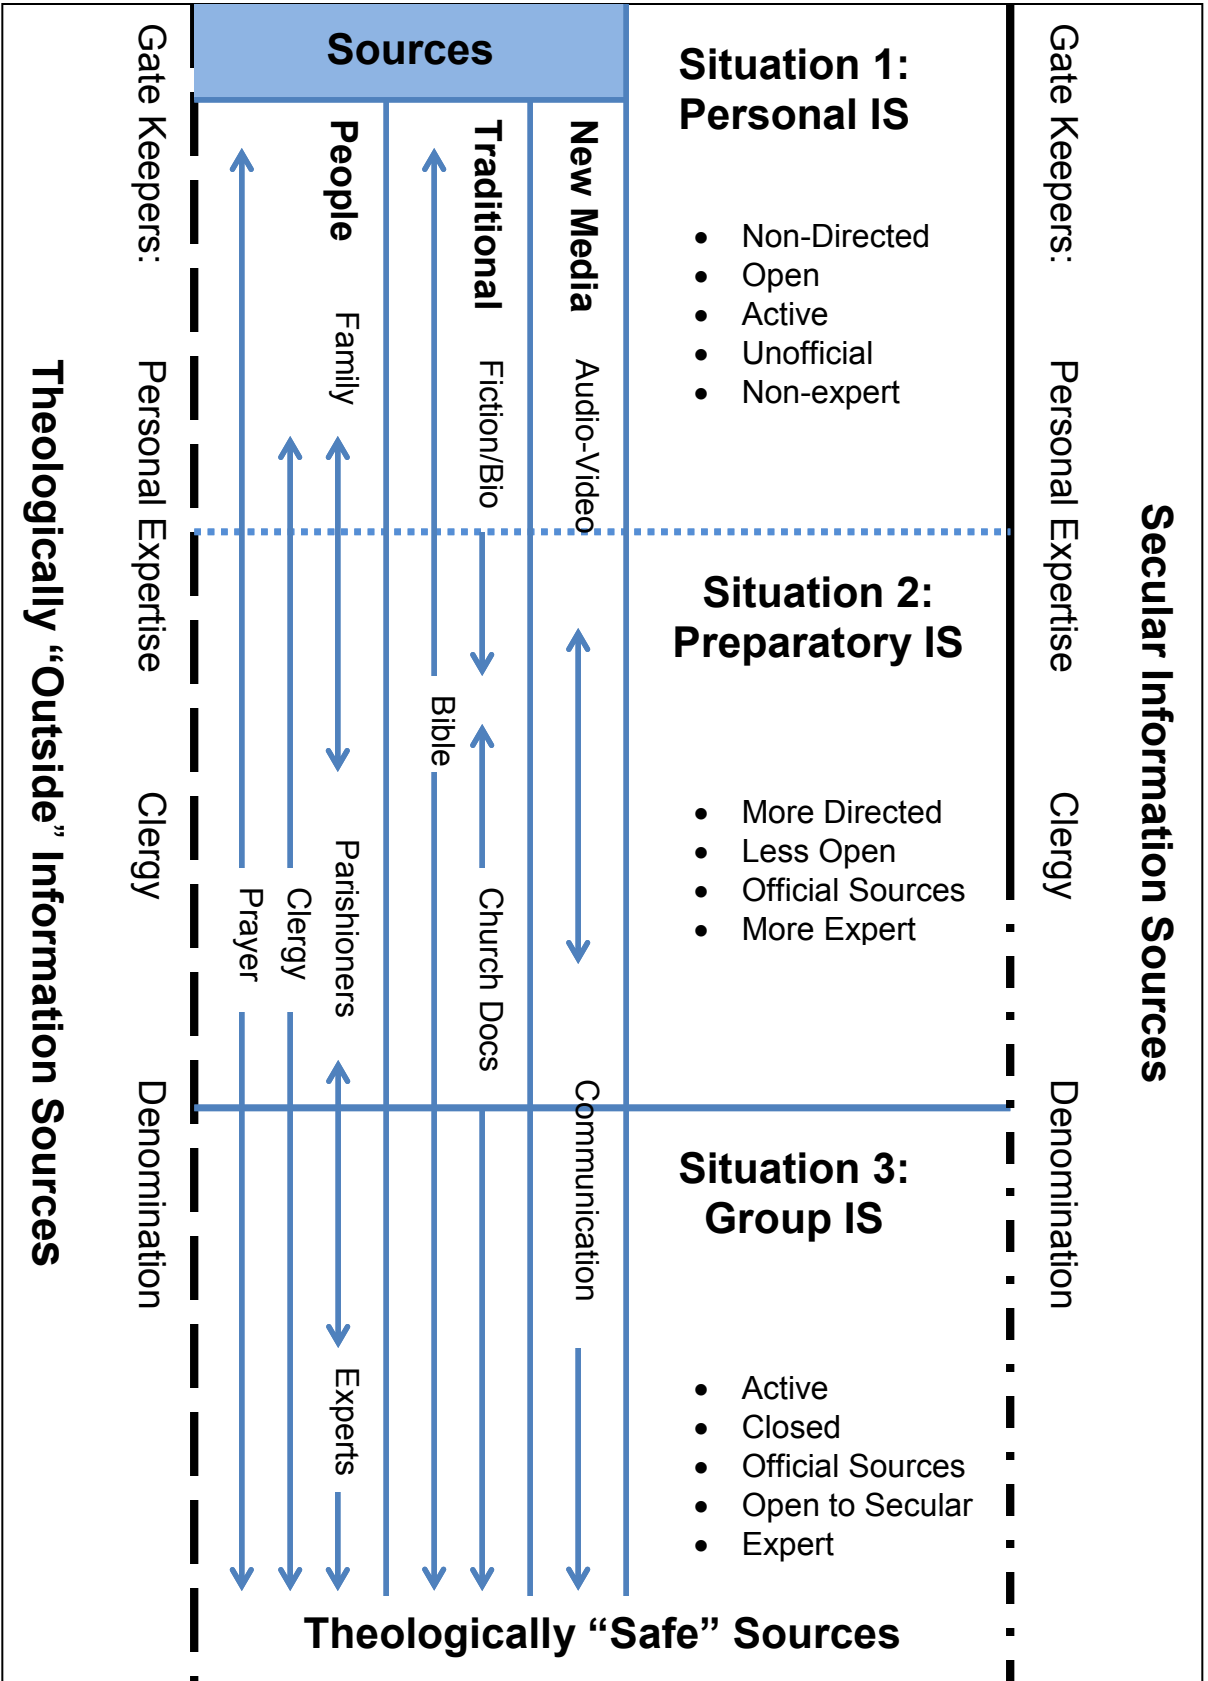 Sources
Situation 1:
Personal IS
• Non-Directed
• Open
• Active
• Unofficial
• Non-expert
Situation 2:
Preparatory IS
• More Directed
• Less Open
• Official Sources
• More Expert
Situation 3:
Group IS
• Active
• Closed
• Official Sources
• Open to Secular
• Expert
Theologically “Safe” Sources
People
Family
Parishioners
Experts
Clergy
Prayer
Traditional
Fiction/Bio
Church Docs
Bible
New Media
Audio-Video
Communication
Gate Keepers:
Personal Expertise
Clergy
Denomination
Theologically “Outside” Information Sources
Gate Keepers:
Personal Expertise
Clergy
Denomination
Secular Information Sources